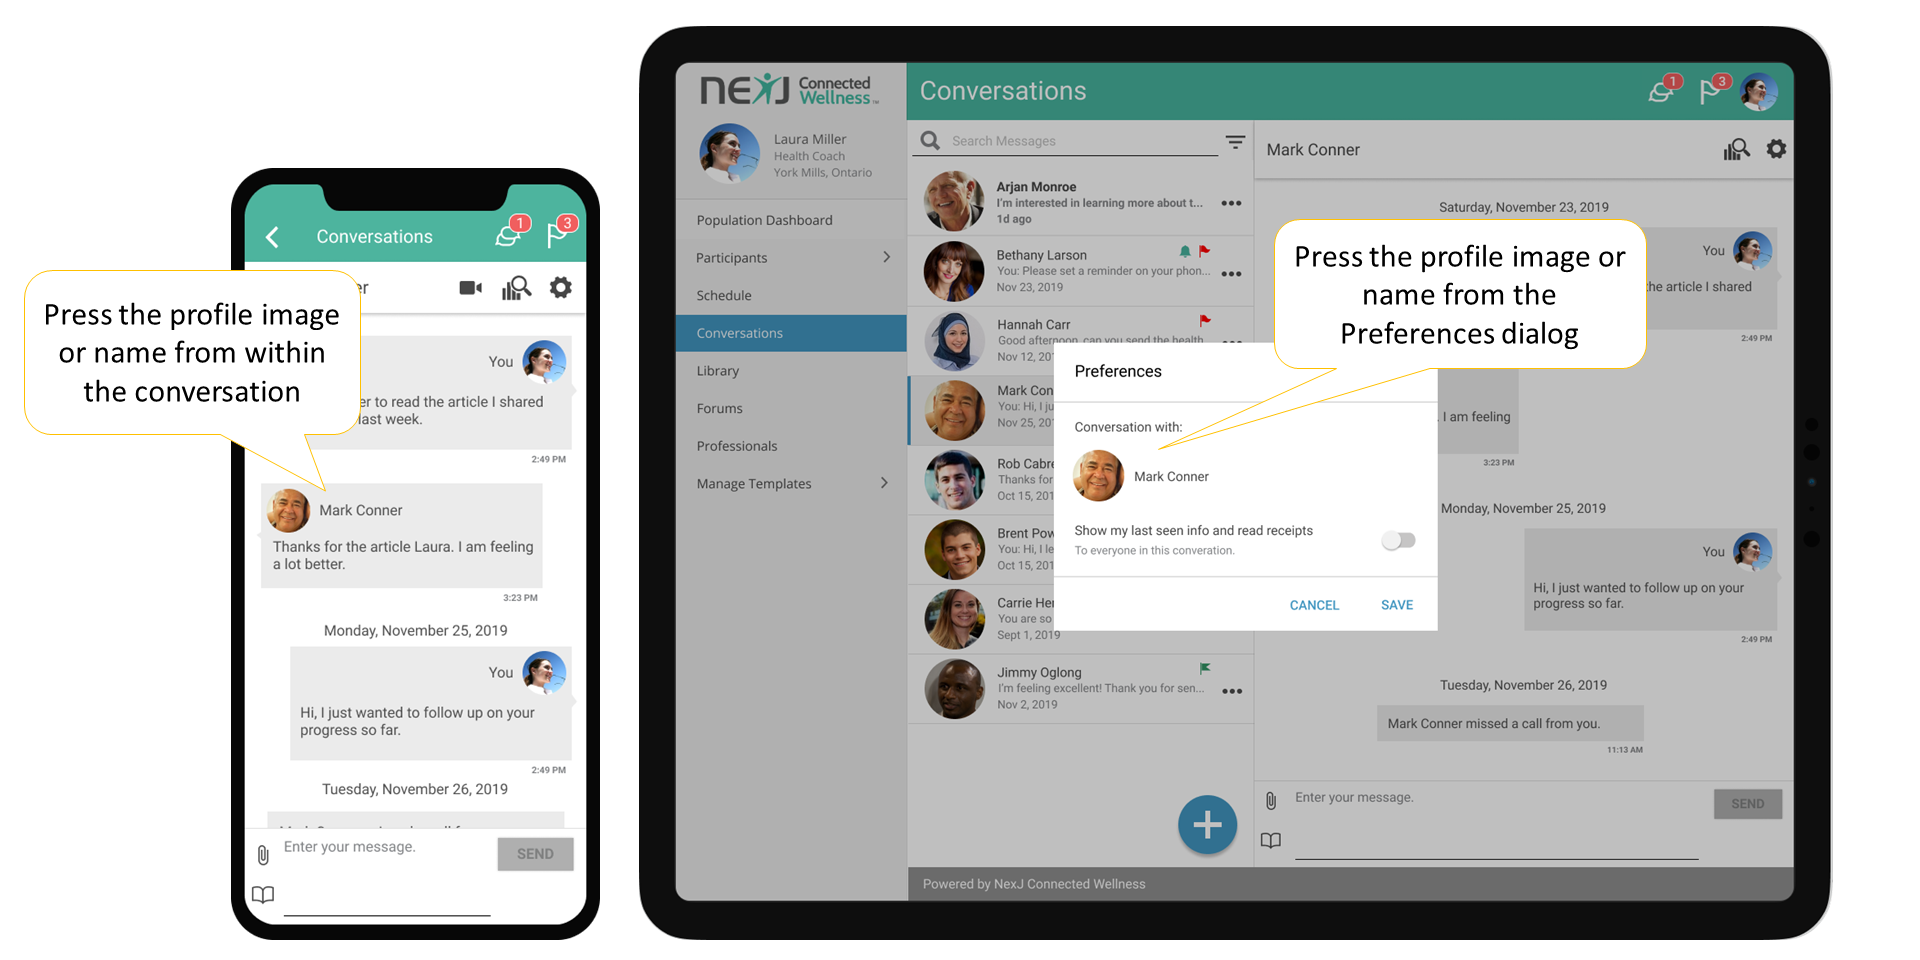 Conversations
1
3
er
Press the profile image
or name from within
the conversation
You
er to read the article I shared
last week.
2:49 PM
Mark Conner
Thanks for the article Laura. I am feeling
a lot better.
3:23 PM
Monday, November 25, 2019
You
Hi, I just wanted to follow up on your
progress so far.
2:49 PM
Tuesday, November 26, 2019
Enter your message.
SEND
NEXJ Connected
Wellness™
Laura Miller
Health Coach
York Mills, Ontario
Population Dashboard
Participants
Schedule
Conversations
Library
Forums
Professionals
Manage Templates
Conversations
1
3
Search Messages
Arjan Monroe
I'm interested in learning more about t...
1d ago
Bethany Larson
You: Please set a reminder on your phon...
Nov 23, 2019
Hannah Carr
Good afternoon, can you send the health
Nov 12, 201
Mark Con
You: Hi, I ju
Nov 25, 20
Rob Cabre
Thanks for
Oct 15, 201
Brent Pow
You: Hi, I le
Oct 15, 201
Carrie Her
You are so
Sept 1, 2019
Jimmy Oglong
I'm feeling excellent! Thank you for sen...
Nov 2, 2019
Mark Conner
Saturday, November 23, 2019
You
the article I shared
2:49 PM
Press the profile image or
name from the
Preferences dialog
. I am feeling
3:23 PM
Monday, November 25, 2019
You
Hi, I just wanted to follow up on your
progress so far.
2:49 PM
Tuesday, November 26, 2019
Mark Conner missed a call from you.
11:13 AM
Enter your message.
SEND
Preferences
Conversation with:
Mark Conner
Show my last seen info and read receipts
To everyone in this converation.
CANCEL
SAVE
Powered by NexJ Connected Wellness